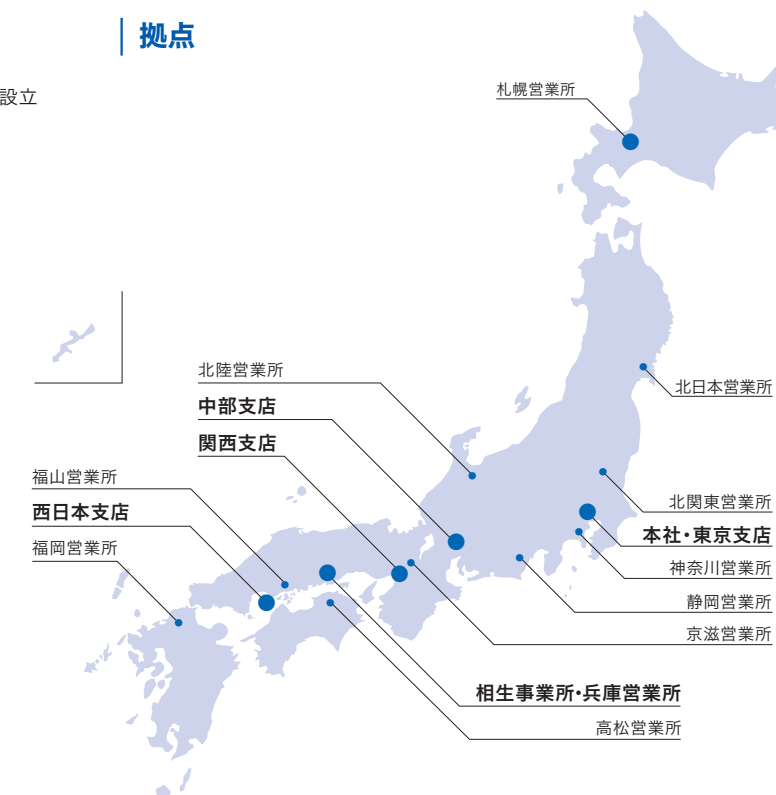 拠点
設立
札幌営業所
北陸営業所
中部支店
関西支店
福山営業所
西日本支店
福岡営業所
北日本営業所
北関東営業所
本社・東京支店
神奈川営業所
静岡営業所
京滋営業所
相生事業所・兵庫営業所
高松営業所